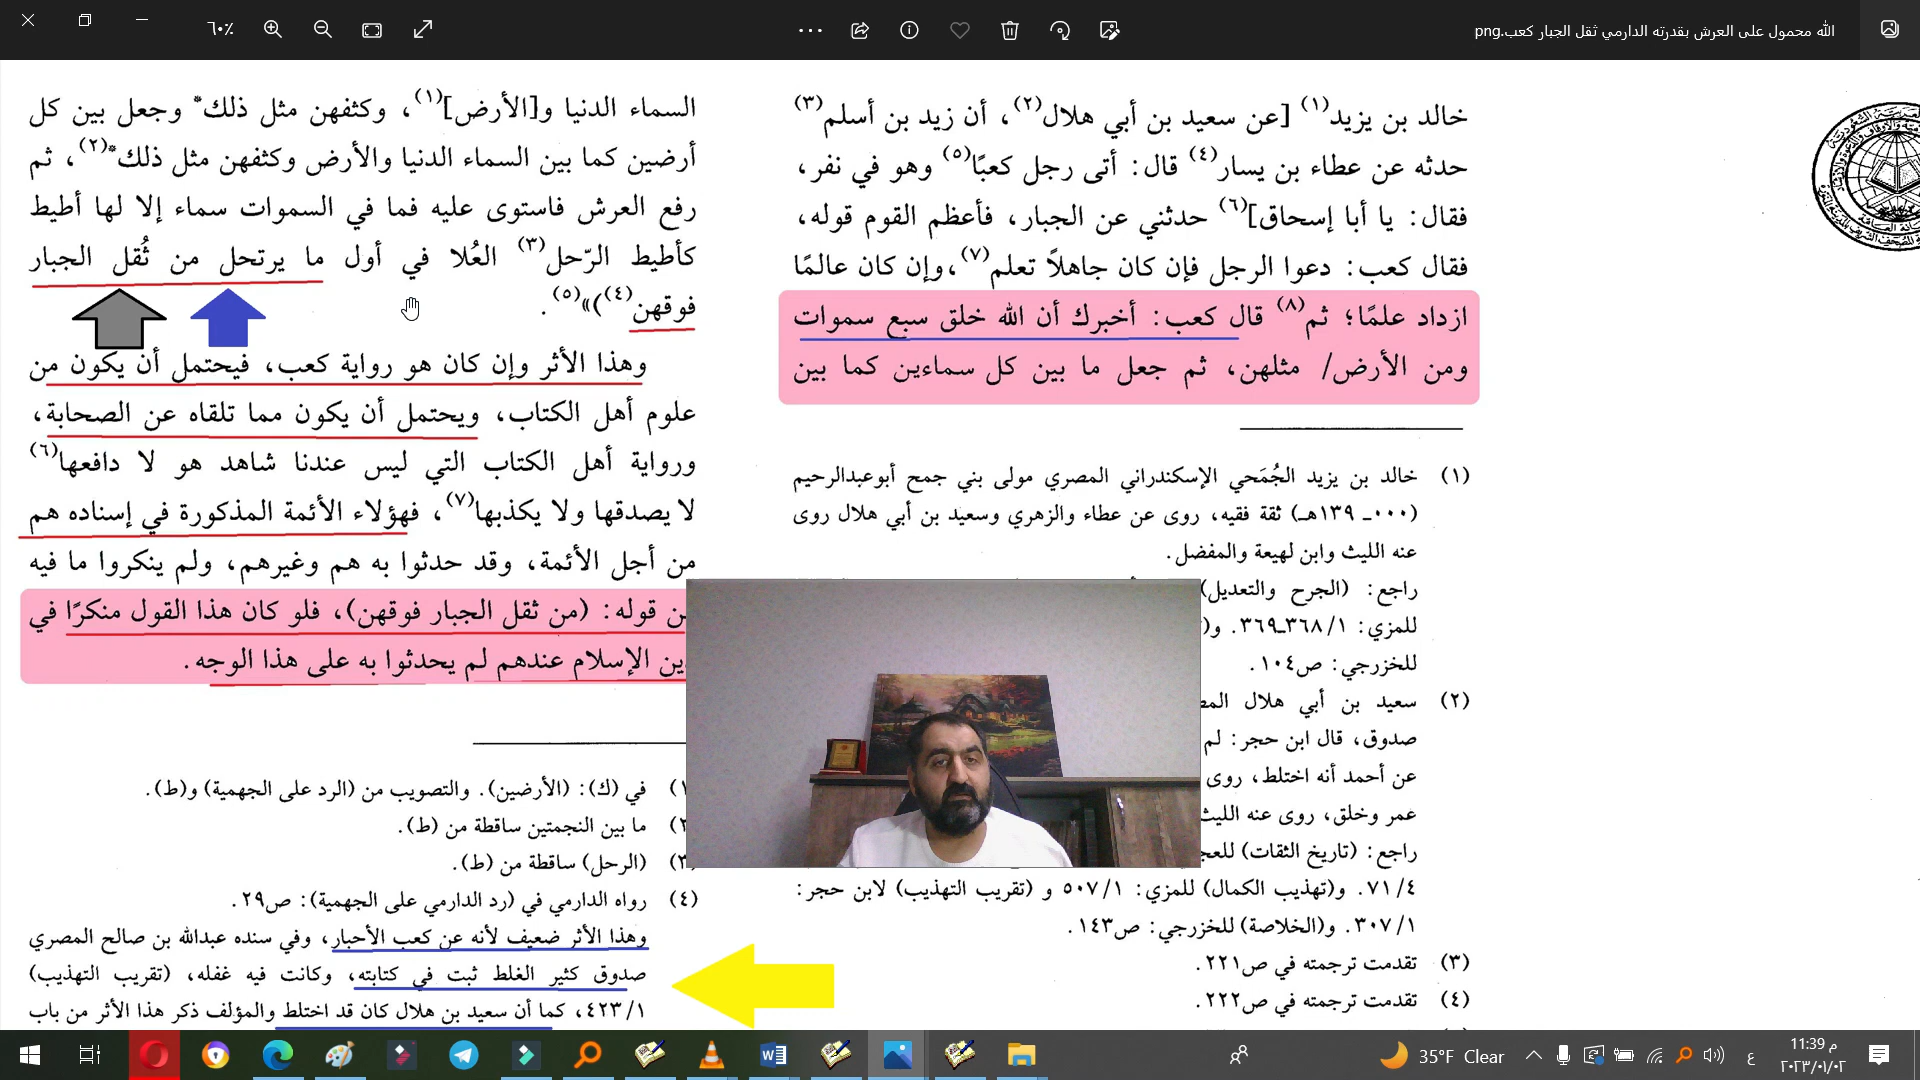 ٦٠٪
الله محمول على العرش بقدرته الدارمي ثقل الجبار كعب.png
خالد بن يزيد(١) [عن سعيد بن أبي هلال(٢)، أن زيد بن أسلم(٣)
حدثه عن عطاء بن يسار(٤) قال: أتى رجل كعبًا(٥) وهو في نفر،
فقال: يا أبا إسحاق](٦) حدثني عن الجبار، فأعظم القوم قوله،
فقال كعب: دعوا الرجل فإن كان جاهلاً تعلم(٧)، وإن كان عالمًا
ازداد علمًا؛ ثم(٨) قال كعب: أخبرك أن الله خلق سبع سموات
ومن الأرض/ مثلهن، ثم جعل ما بين كل سماءين كما بين
(١) خالد بن يزيد الجُمَحي الإسكندراني المصري مولى بني جمح أبوعبدالرحيم
(٠٠٠ـ ١٣٩هـ) ثقة فقيه، روى عن عطاء والزهري وسعيد بن أبي هلال روى
عنه الليث وابن لهيعة والمفضل.
راجع: (الجرح والتعديل)
للمزي: ٣٦٨/١ـ٣٦٩. و(
للخزرجي: ص١٠٤.
(٢) سعيد بن أبي هلال
صدوق، قال ابن حجر: لم
عن أحمد أنه اختلط، روى
عمر وخلق، روى عنه الليث
راجع: (تاريخ الثقات)
٧١/٤. و(تهذيب الكمال) للمزي: ٥٠٧/١ و (تقريب التهذيب) لابن حجر:
٣٠٧/١. و(الخلاصة) للخزرجي: ص١٤٣.
(٣) تقدمت ترجمته في ص٢٢١.
(٤) تقدمت ترجمته في ص٢٢٢.
السماء الدنيا و[الأرض](١)، وكثفهن مثل ذلك* وجعل بين كل
أرضين كما بين السماء الدنيا والأرض وكثفهن مثل ذلك*(٢)، ثم
رفع العرش فاستوى عليه فما في السموات سماء إلا لها أطيط
كأطيط الرّحل(٣) العُلا في أول ما يرتحل من ثُقل الجبار
فوقهن(٤))»(٥).
وهذا الأثر وإن كان هو رواية كعب، فيحتمل أن يكون من
علوم أهل الكتاب، ويحتمل أن يكون مما تلقاه عن الصحابة،
ورواية أهل الكتاب التي ليس عندنا شاهد هو لا دافعها(٦)
لا يصدقها ولا يكذبها(٧)، فهؤلاء الأئمة المذكورة في إسناده هم
من أجل الأئمة، وقد حدثوا به هم وغيرهم، ولم ينكروا ما فيه
من قوله: (من ثقل الجبار فوقهن)، فلو كان هذا القول منكرًا في
دين الإسلام عندهم لم يحدثوا به على هذا الوجه.
(١) في (ك): (الأرضين). والتصويب من (الرد على الجهمية) و(ط).
(٢) ما بين النجمتين ساقطة من (ط).
(٣) (الرحل) ساقطة من (ط).
(٤) رواه الدارمي في (رد الدارمي على الجهمية): ص٢٩.
وهذا الأثر ضعيف لأنه عن كعب الأحبار، وفي سنده عبدالله بن صالح المصري
صدوق كثير الغلط ثبت في كتابته، وكانت فيه غفله، (تقريب التهذيب)
٤٢٣/١، كما أن سعيد بن هلال كان قد اختلط والمؤلف ذكر هذا الأثر من باب
35°F Clear
ع
11:39 م
٢٠٢٣/٠١/٠٢